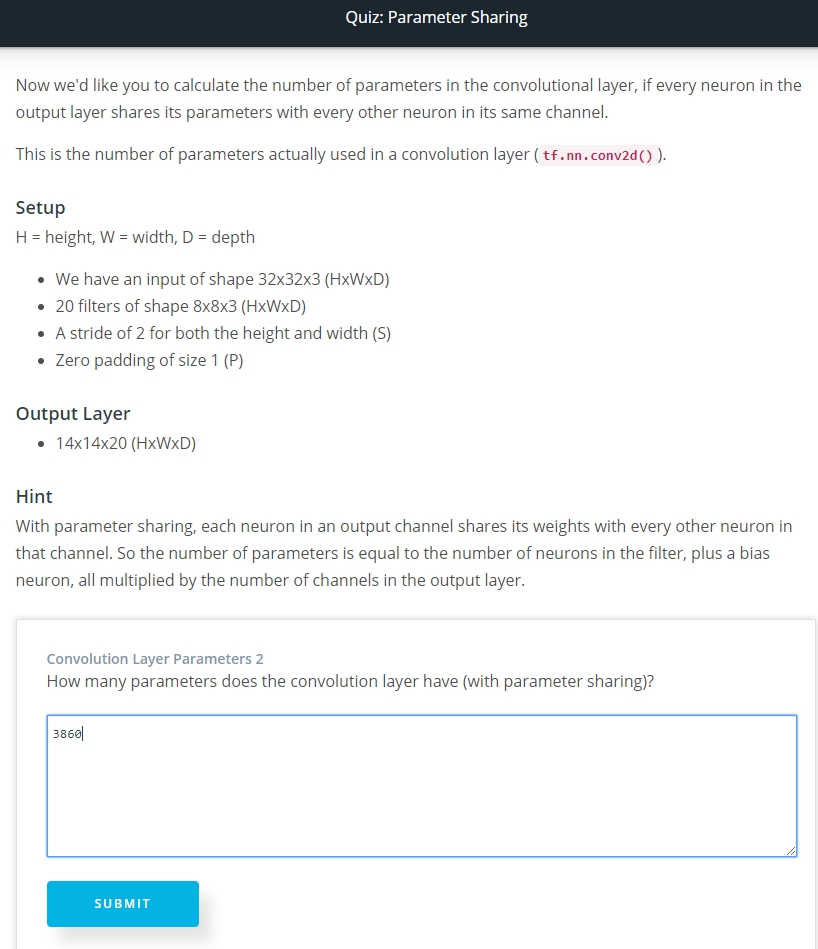 Quiz: Parameter Sharing
Now we'd like you to calculate the number of parameters in the convolutional layer, if every neuron in the
output layer shares its parameters with every other neuron in its same channel.
This is the number of parameters actually used in a convolution layer ( tf.nn.conv2d() ).
Setup
H = height, W = width, D = depth
• We have an input of shape 32x32x3 (HxWxD)
• 20 filters of shape 8x8x3 (HxWxD)
• A stride of 2 for both the height and width (S)
• Zero padding of size 1 (P)
Output Layer
• 14x14x20 (HxWxD)
Hint
With parameter sharing, each neuron in an output channel shares its weights with every other neuron in
that channel. So the number of parameters is equal to the number of neurons in the filter, plus a bias
neuron, all multiplied by the number of channels in the output layer.
Convolution Layer Parameters 2
How many parameters does the convolution layer have (with parameter sharing)?
3860
SUBMIT